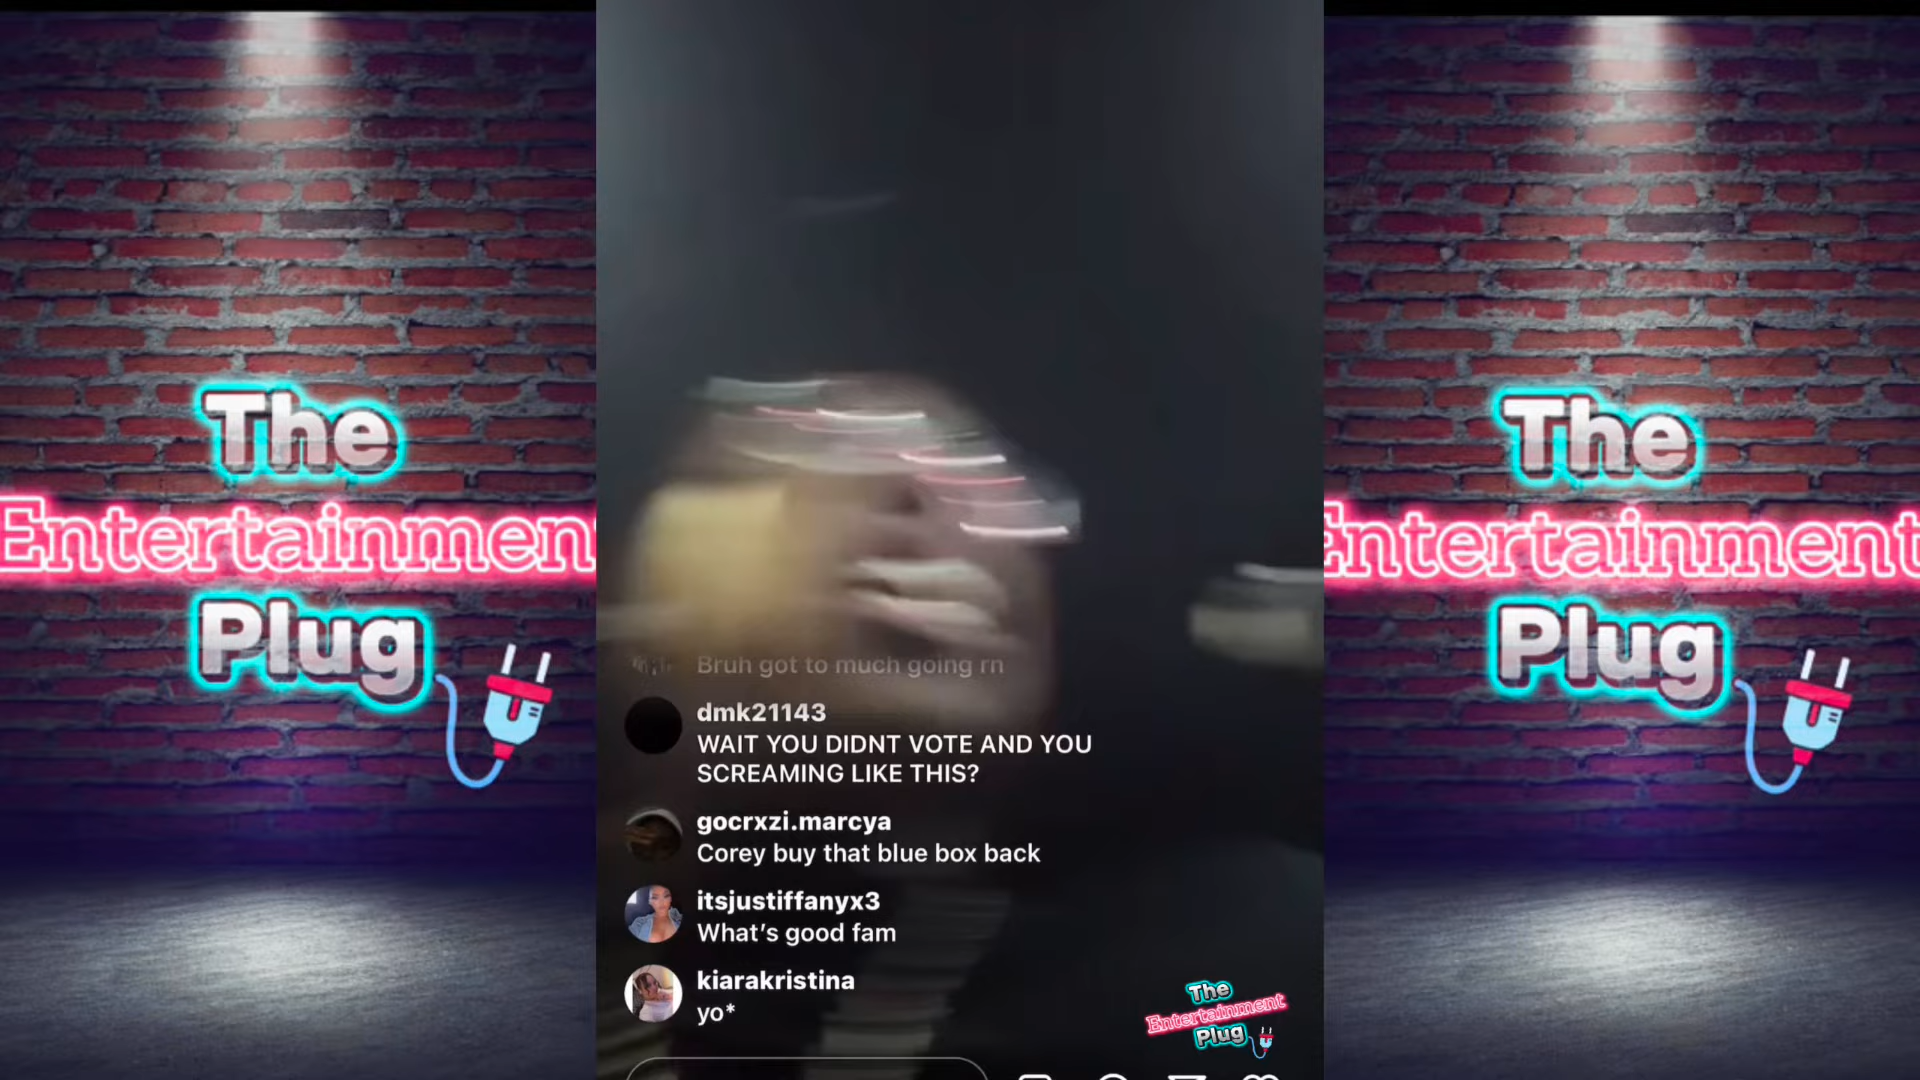 The
Entertainmen
Plug
Bruh got to much going rn
dmk21143
WAIT YOU DIDNT VOTE AND YOU
SCREAMING LIKE THIS?
gocrxzi.marcya
Corey buy that blue box back
itsjustiffanyx3
What's good fam
kiarakristina
yo*
The
Entertainment
Plug
The
Entertainment
Plug